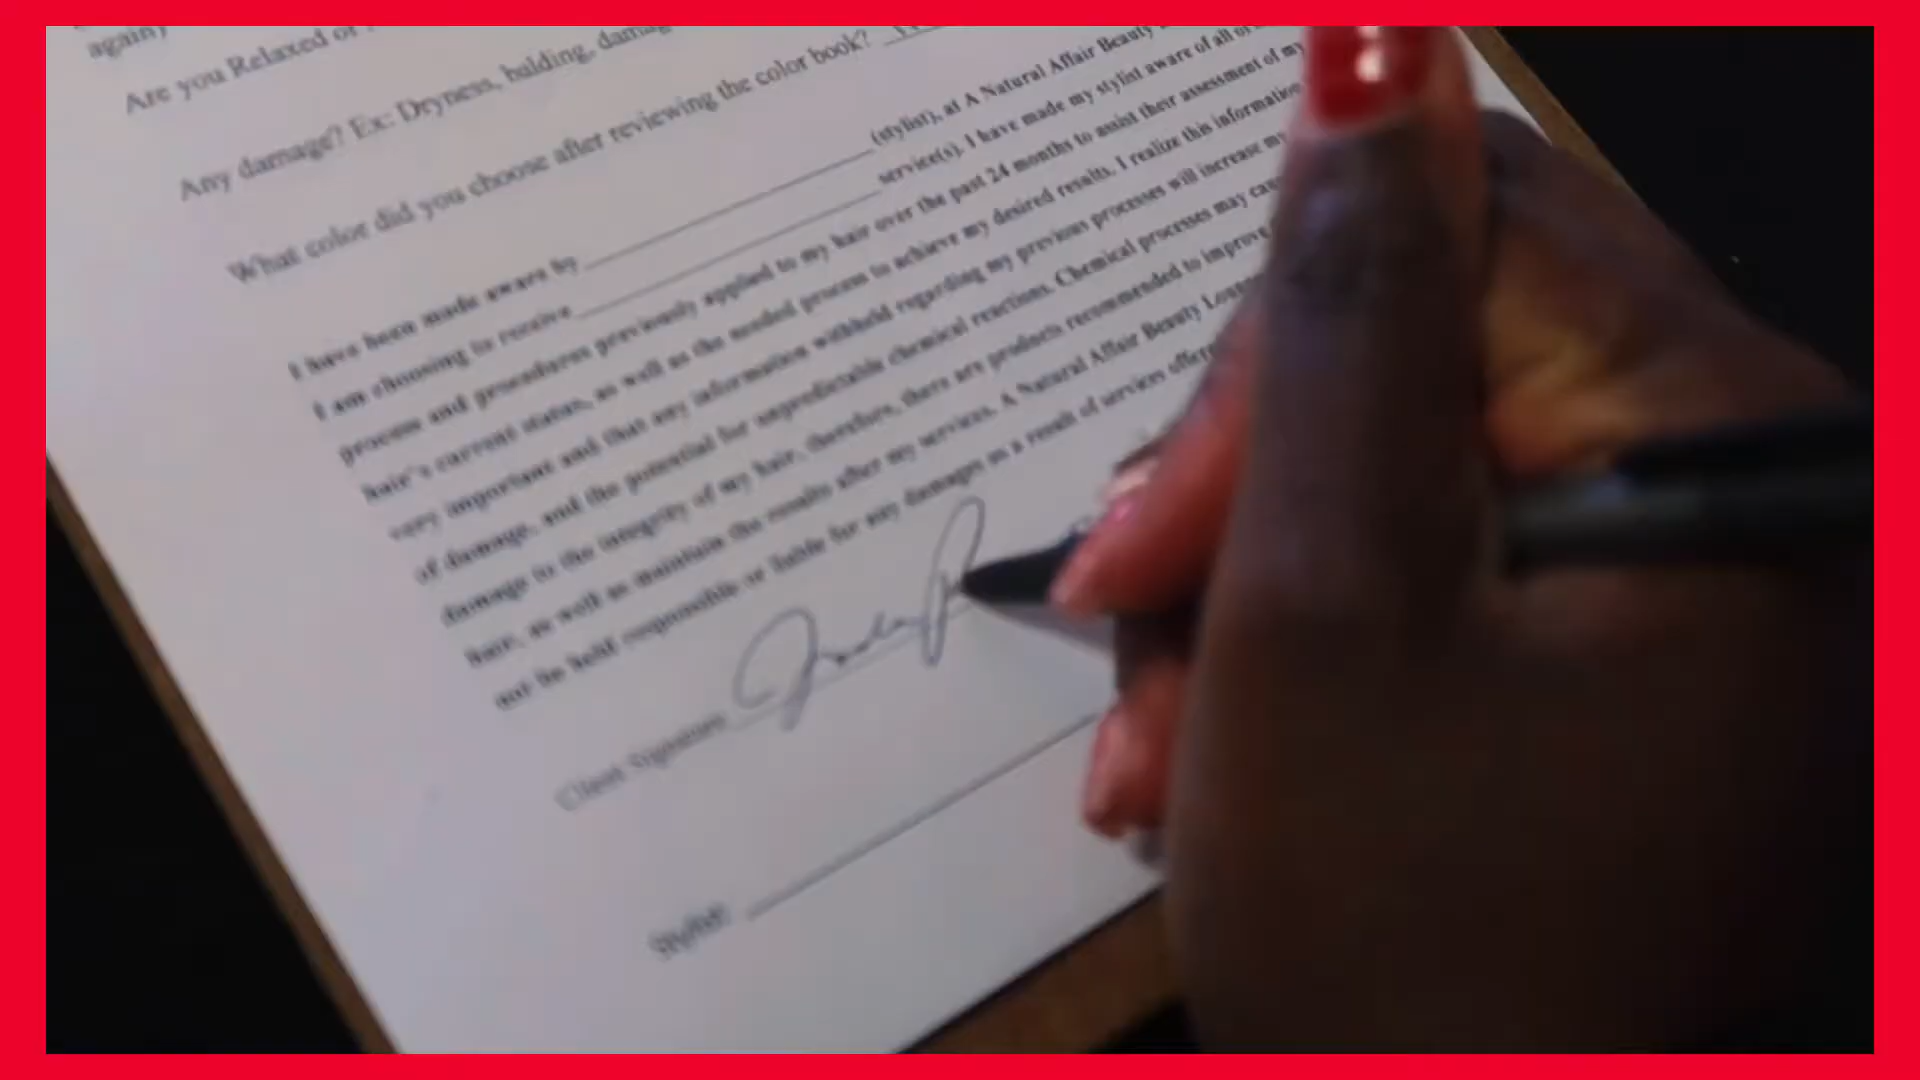 again)
Are you Relaxed or
Any damage? Ex: Dryness, balding, damag
What color did you choose after reviewing the color book?
I have been made aware by ____________ (stylist), at A Natural Affair Beauty
I am choosing to receive ____________ service(s). I have made my stylist aware of all of
process and procedures previously applied to my hair over the past 24 months to assist their assessment of my
hair's current status, as well as the needed process to achieve my desired results. I realize this information
very important and that any information withheld regarding my previous processes will increase my
of damage, and the potential for unpredictable chemical reactions. Chemical processes may cau
damage to the integrity of my hair, therefore, there are products recommended to improve
hair, as well as maintain the results after my services. A Natural Affair Beauty Loun
not be held responsible or liable for any damages as a result of services offer
Client Signature
Stylist: